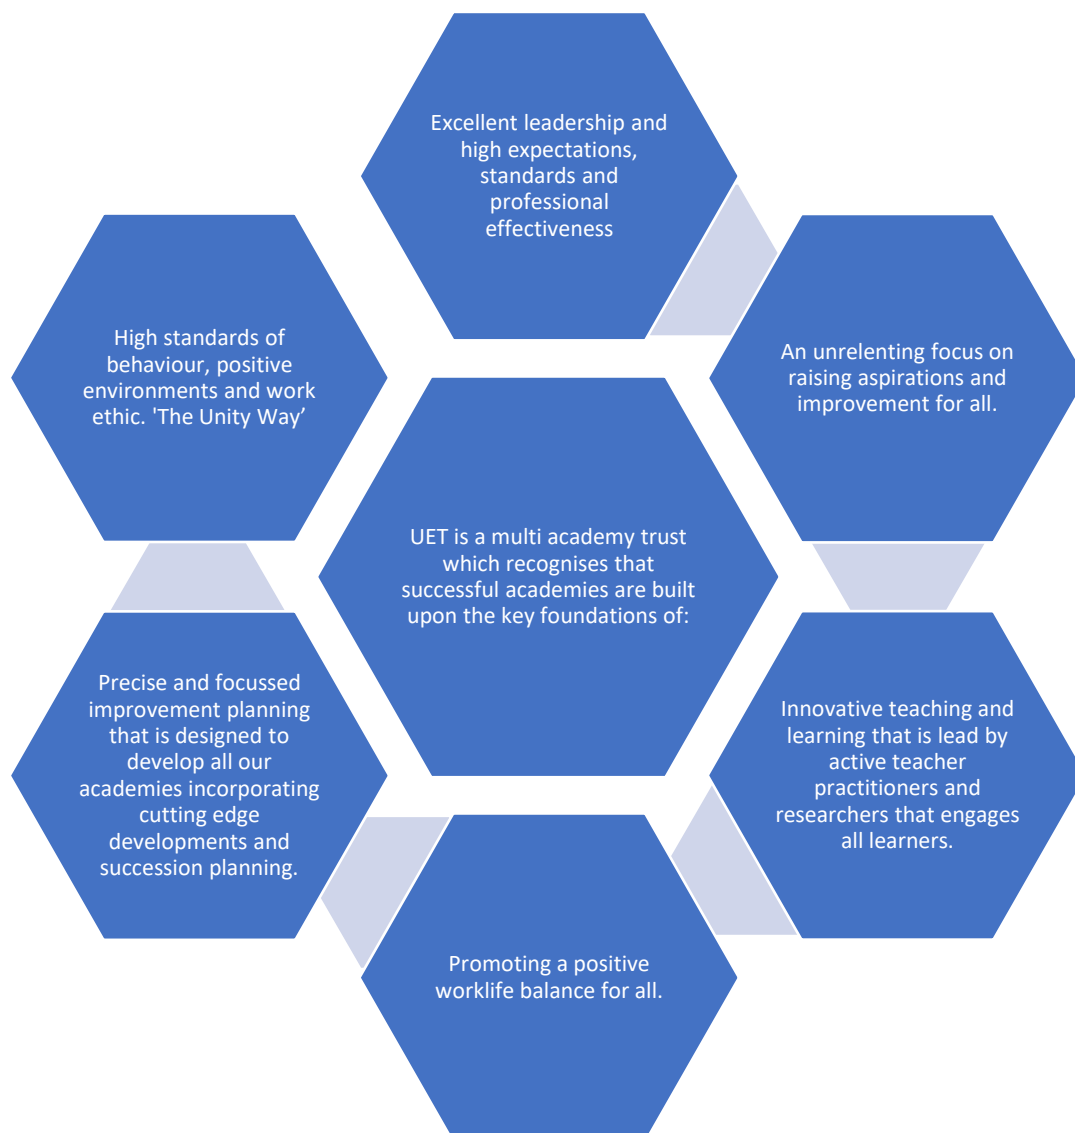 Excellent leadership and
high expectations,
standards and
professional
effectiveness
High standards of
behaviour, positive
environments and work
ethic. 'The Unity Way’
An unrelenting focus on
raising aspirations and
improvement for all.
UET is a multi academy trust
which recognises that
successful academies are built
upon the key foundations of:
Precise and focussed
improvement planning
that is designed to
develop all our
academies incorporating
cutting edge
developments and
succession planning.
Innovative teaching and
learning that is lead by
active teacher
practitioners and
researchers that engages
all learners.
Promoting a positive
worklife balance for all.